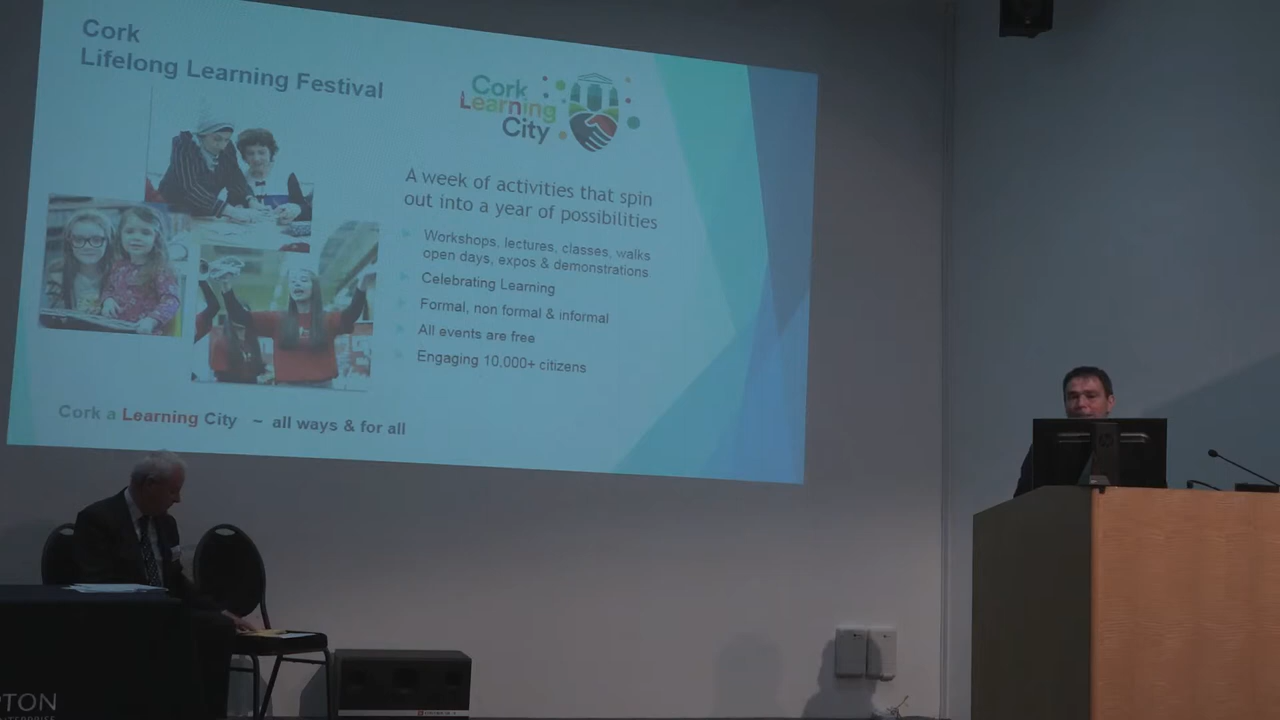 Cork
Lifelong Learning Festival
Cork
Learning
City
A week of activities that spin
out into a year of possibilities
Workshops, lectures, classes, walks
open days, expos & demonstrations
Celebrating Learning
Formal, non formal & informal
All events are free
Engaging 10,000+ citizens
Cork a Learning City ~ all ways & for all
PTON